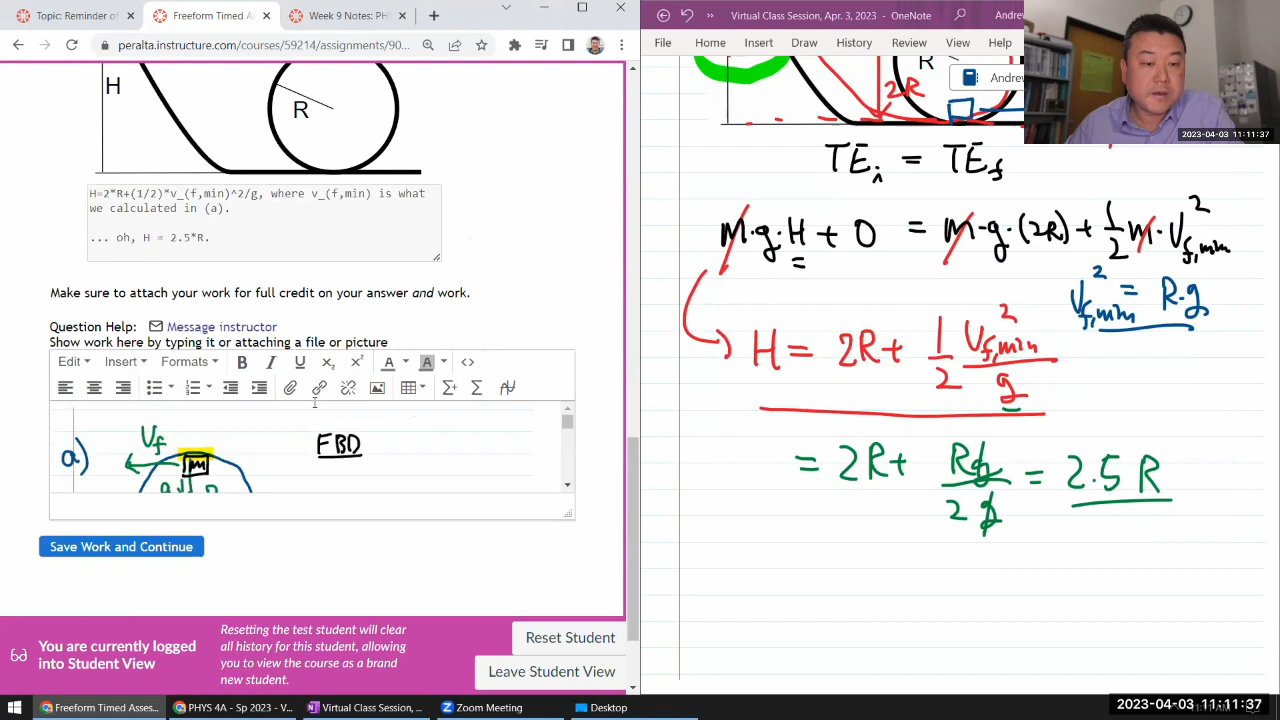 Topic: Reminder of
Freeform Timed A
Week 9 Notes: PHY
peralta.instructure.com/courses/59214/assignments/90...
H
R
H=2*R+(1/2)*v_(f,min)^2/g, where v_(f,min) is what
we calculated in (a).
... oh, H = 2.5*R.
Make sure to attach your work for full credit on your answer and work.
Question Help: Message instructor
Show work here by typing it or attaching a file or picture
Edit Insert Formats B I U x₂ x² A A <>
a) Vf m FBD
Save Work and Continue
You are currently logged
into Student View
Resetting the test student will
clear
all history for this student, allowing
you to view the course as a brand
new student.
Reset Student
Leave Student View
Virtual Class Session, Apr. 3, 2023 - OneNote
Andre
File Home Insert Draw History Review View Help
R
Andrew
2R
TEi = TEf
m·g·H + 0 = m·g·(2R) + 1/2 m·Vf,min²
Vf,min² = R·g
H = 2R + 1/2 Vf,min²/g
= 2R + Rg/2g = 2.5 R
2023-04-03 11:11:37
Freeform Timed Asses...
PHYS 4A - Sp 2023 - V...
Virtual Class Session, ...
Zoom Meeting
Desktop
2023-04-03 11:11:37